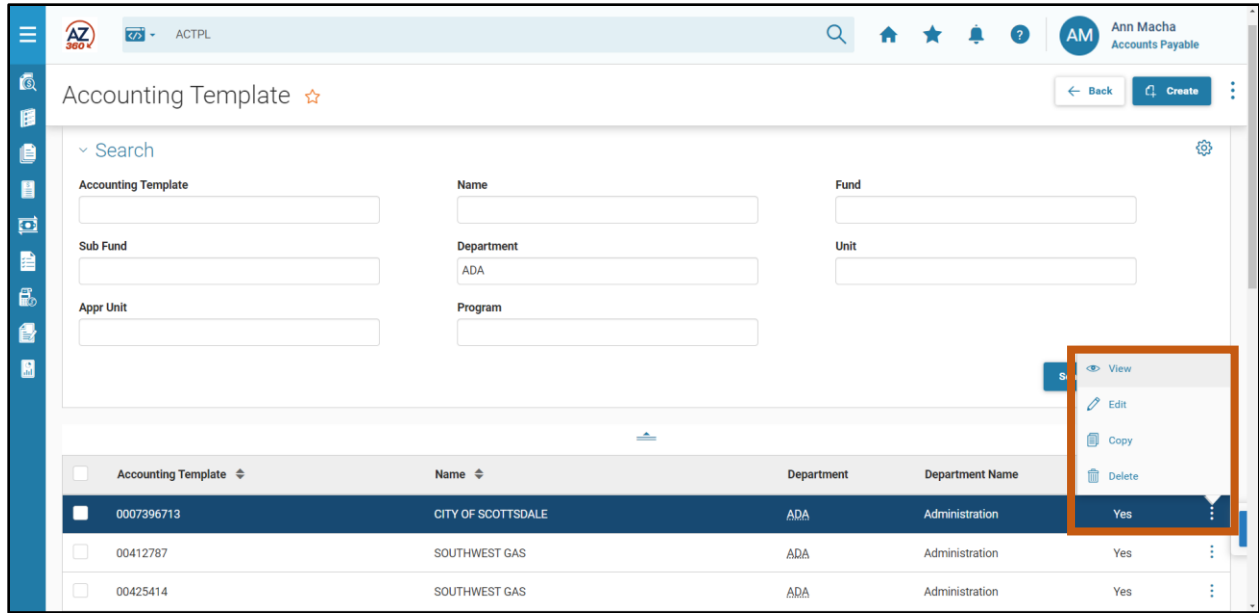 AZ
360
ACTPL
?
AM
Ann Macha
Accounts Payable
Accounting Template
Back
Create
Search
Accounting Template
Name
Fund
Sub Fund
Department
Unit
ADA
Appr Unit
Program
View
Edit
Copy
Delete
Accounting Template
Name
Department
Department Name
0007396713
CITY OF SCOTTSDALE
ADA
Administration
Yes
00412787
SOUTHWEST GAS
ADA
Administration
Yes
00425414
SOUTHWEST GAS
ADA
Administration
Yes